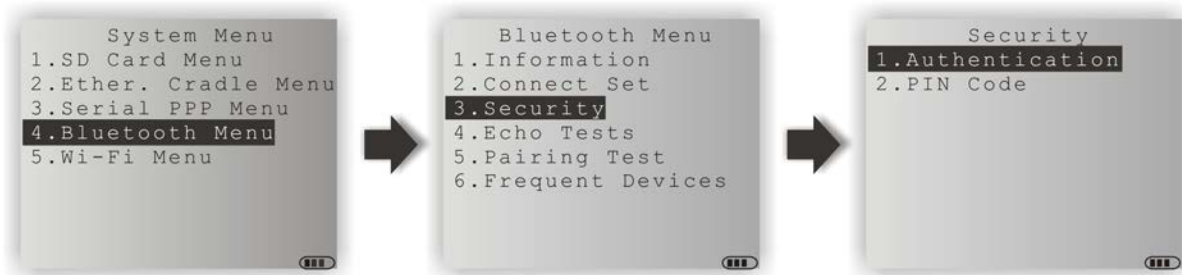 System Menu
1.SD Card Menu
2.Ether. Cradle Menu
3.Serial PPP Menu
4.Bluetooth Menu
5.Wi-Fi Menu
Bluetooth Menu
1.Information
2.Connect Set
3.Security
4.Echo Tests
5.Pairing Test
6.Frequent Devices
Security
1.Authentication
2.PIN Code